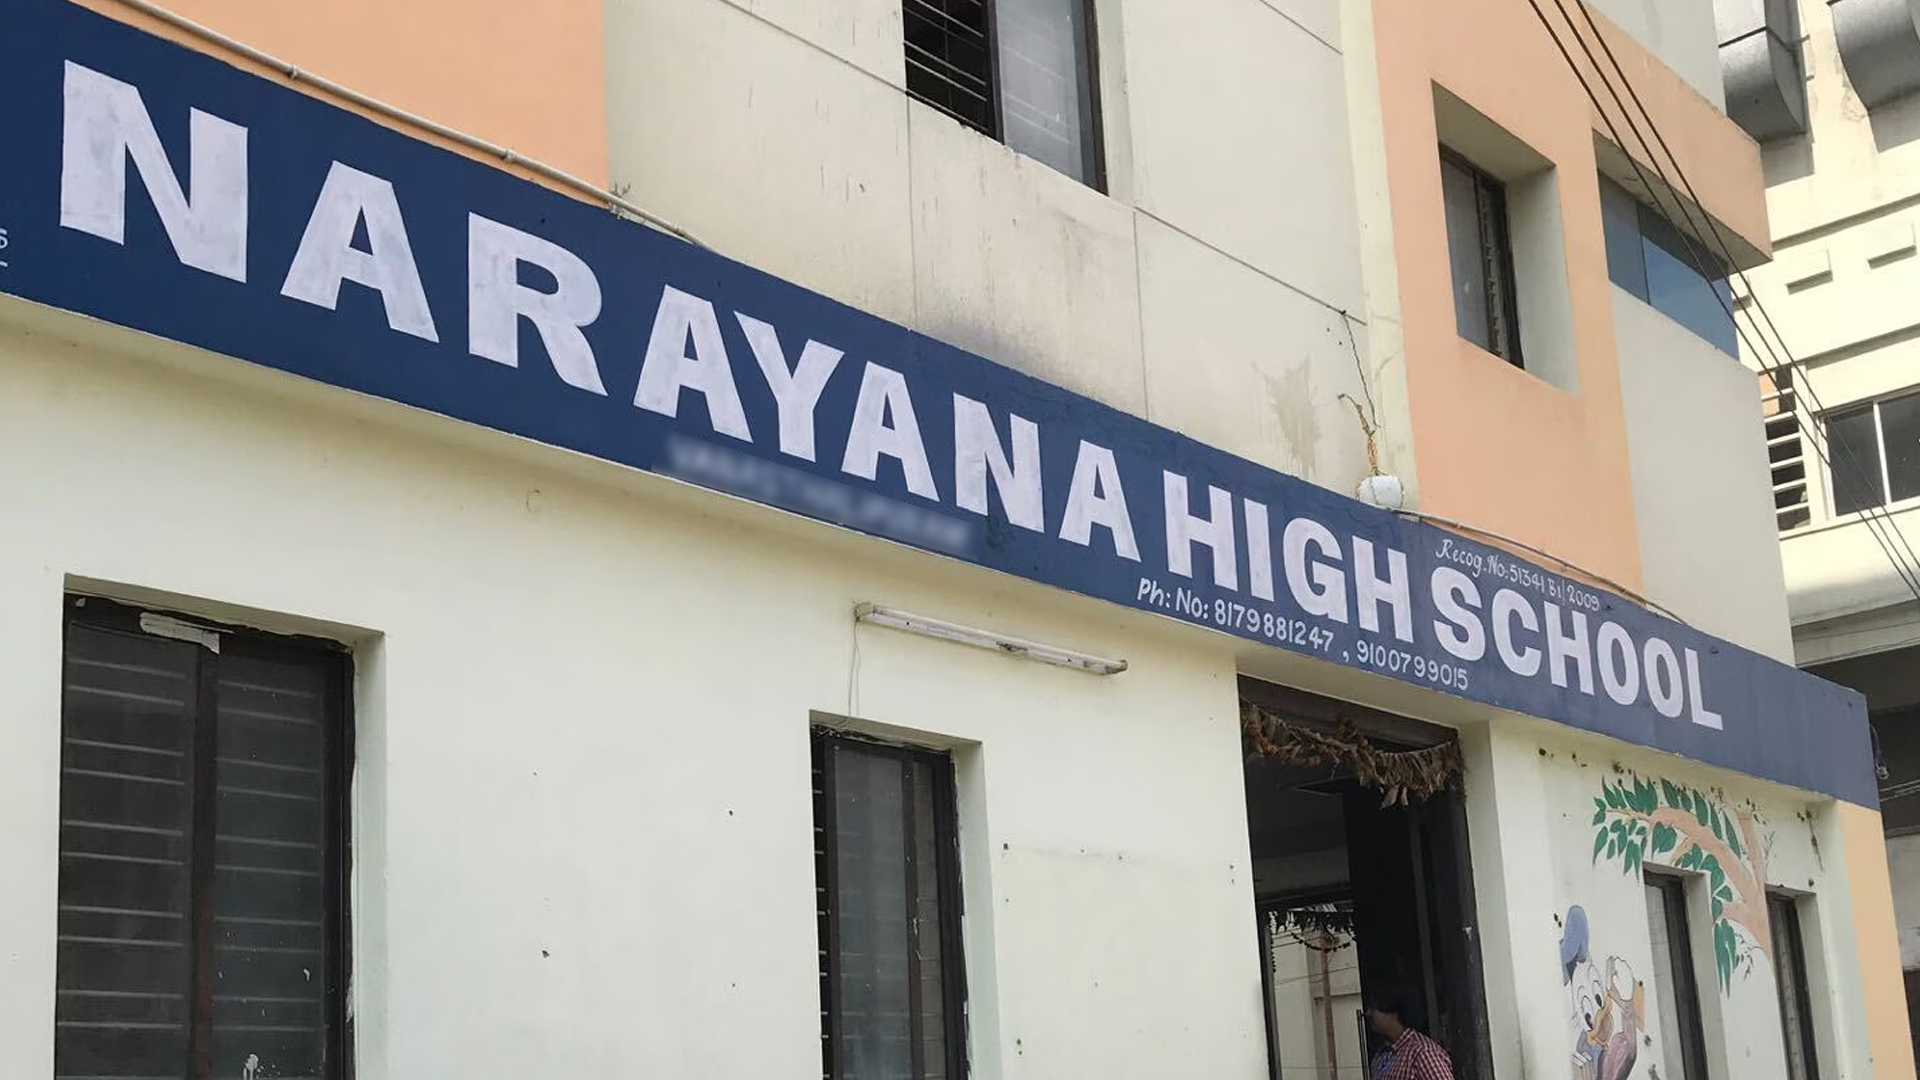 NARAYANA HIGH SCHOOL
Recog.No:51341 B1/2009
Ph: No: 8179881247, 9100799015